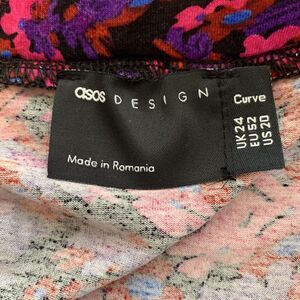 asos DESIGN
Made in Romania
Curve
UK 24
EU 52
US 20